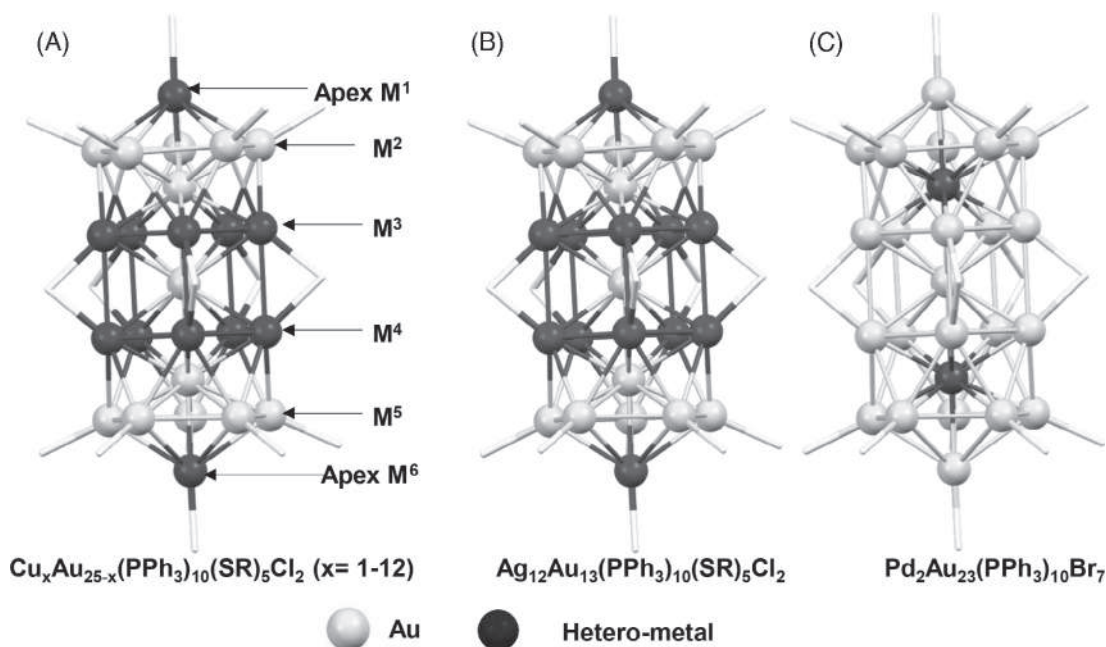 (A) (B) (C)
Apex M¹
M²
M³
M⁴
M⁵
Apex M⁶
CuₓAu₂₅₋ₓ(PPh₃)₁₀(SR)₅Cl₂ (x= 1-12)
Ag₁₂Au₁₃(PPh₃)₁₀(SR)₅Cl₂
Pd₂Au₂₃(PPh₃)₁₀Br₇
Au
Hetero-metal